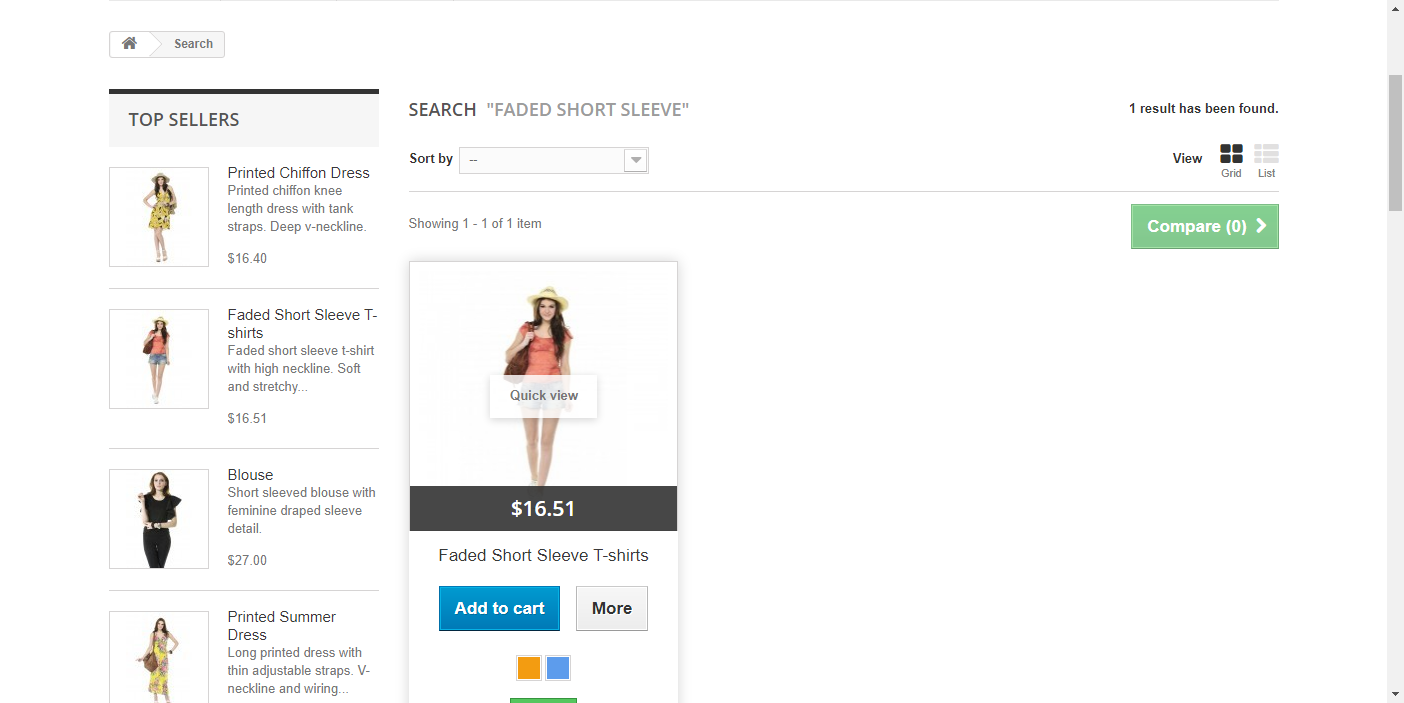 Search
TOP SELLERS
Printed Chiffon Dress
Printed chiffon knee
length dress with tank
straps. Deep v-neckline.
$16.40
Faded Short Sleeve T-
shirts
Faded short sleeve t-shirt
with high neckline. Soft
and stretchy...
$16.51
Blouse
Short sleeved blouse with
feminine draped sleeve
detail.
$27.00
Printed Summer
Dress
Long printed dress with
thin adjustable straps. V-
neckline and wiring...
SEARCH "FADED SHORT SLEEVE"
1 result has been found.
Sort by --
View
Grid
List
Showing 1 - 1 of 1 item
Compare (0)
Quick view
$16.51
Faded Short Sleeve T-shirts
Add to cart
More